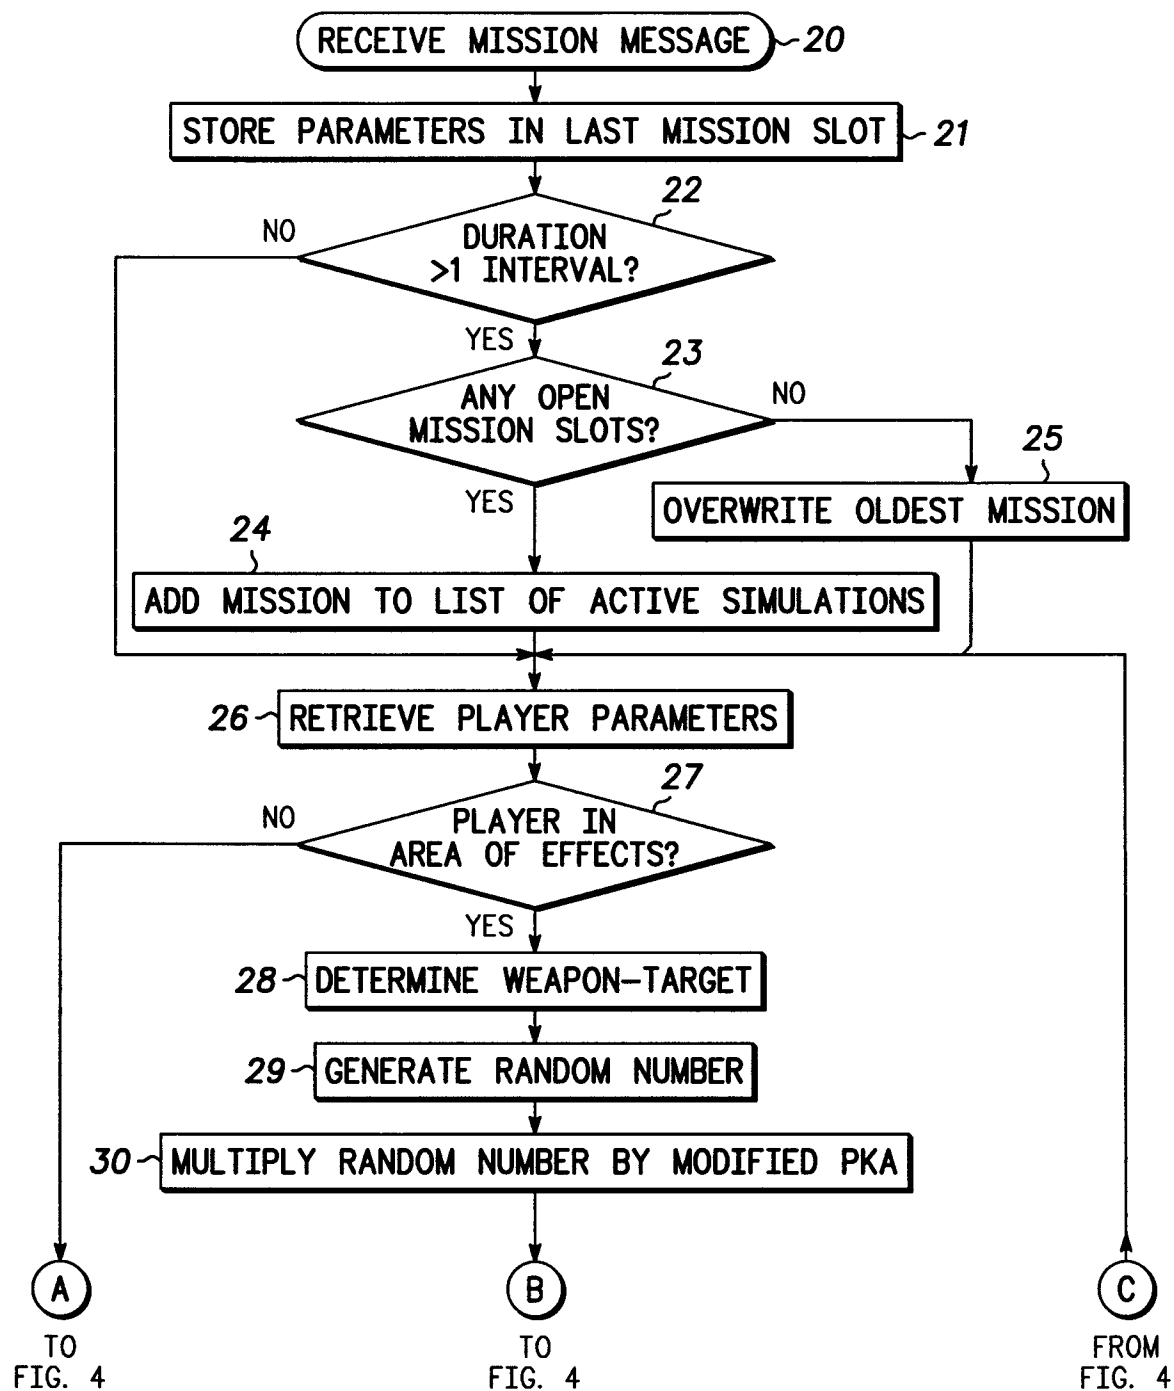 RECEIVE MISSION MESSAGE
20
STORE PARAMETERS IN LAST MISSION SLOT
21
22
NO
DURATION
>1 INTERVAL?
YES
23
ANY OPEN
MISSION SLOTS?
NO
YES
25
OVERWRITE OLDEST MISSION
24
ADD MISSION TO LIST OF ACTIVE SIMULATIONS
26
RETRIEVE PLAYER PARAMETERS
27
NO
PLAYER IN
AREA OF EFFECTS?
YES
28
DETERMINE WEAPON-TARGET
29
GENERATE RANDOM NUMBER
30
MULTIPLY RANDOM NUMBER BY MODIFIED PKA
A
TO
FIG. 4
B
TO
FIG. 4
C
FROM
FIG. 4